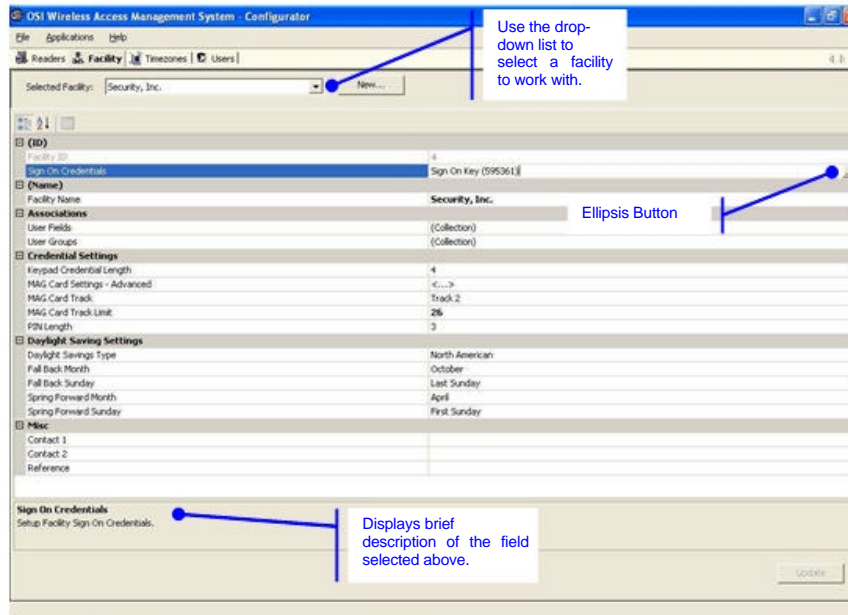 OSI Wireless Access Management System - Configurator
File Applications Help
Readers Facility Timezones Users
Selected Facility: Security, Inc. New...
Use the drop-
down list to
select a facility
to work with.
(ID)
Facility ID 4
Sign On Credentials Sign On Key (595361)
(Name)
Facility Name Security, Inc.
Ellipsis Button
Associations
User Fields (Collection)
User Groups (Collection)
Credential Settings
Keypad Credential Length 4
MAG Card Settings - Advanced <...>
MAG Card Track Track 2
MAG Card Track Limit 26
PIN Length 3
Daylight Saving Settings
Daylight Savings Type North American
Fall Back Month October
Fall Back Sunday Last Sunday
Spring Forward Month April
Spring Forward Sunday First Sunday
Misc
Contact 1
Contact 2
Reference
Sign On Credentials
Setup Facility Sign On Credentials.
Displays brief
description of the field
selected above.
Update